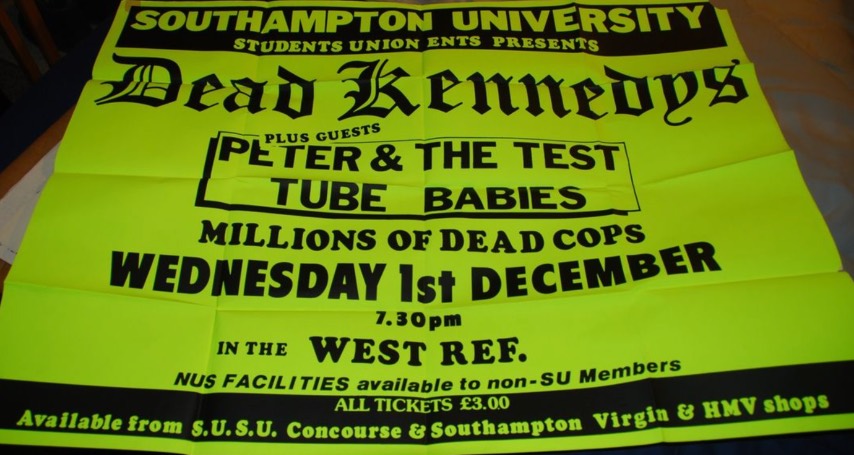 SOUTHAMPTON UNIVERSITY
STUDENTS UNION ENTS PRESENTS
Dead Kennedys
PLUS GUESTS
PETER & THE TEST
TUBE BABIES
MILLIONS OF DEAD COPS
WEDNESDAY 1st DECEMBER
7.30pm
IN THE WEST REF.
NUS FACILITIES available to non-SU Members
ALL TICKETS £3.00
Available from S.U.S.U. Concourse & Southampton Virgin & HMV shops